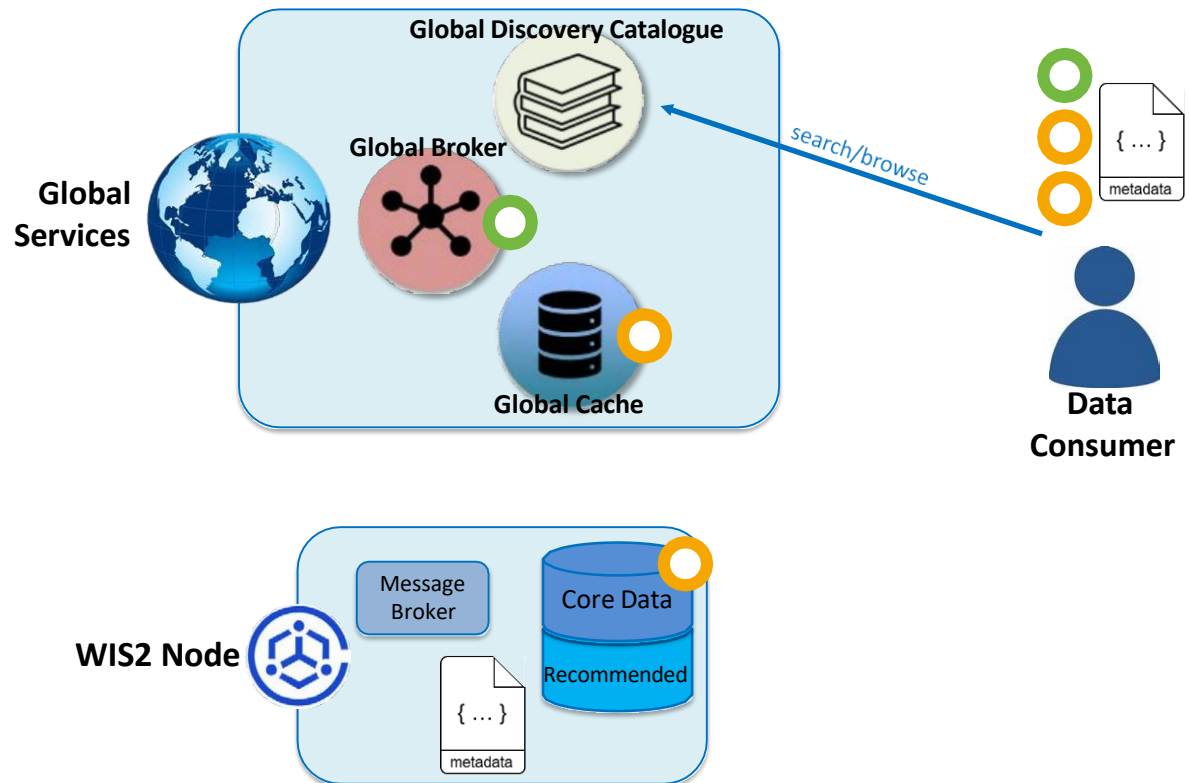 Global Discovery Catalogue
search/browse
{ ... }
metadata
Global Broker
Global
Services
Global Cache
Data
Consumer
Message
Broker
Core Data
WIS2 Node
Recommended
{ ... }
metadata